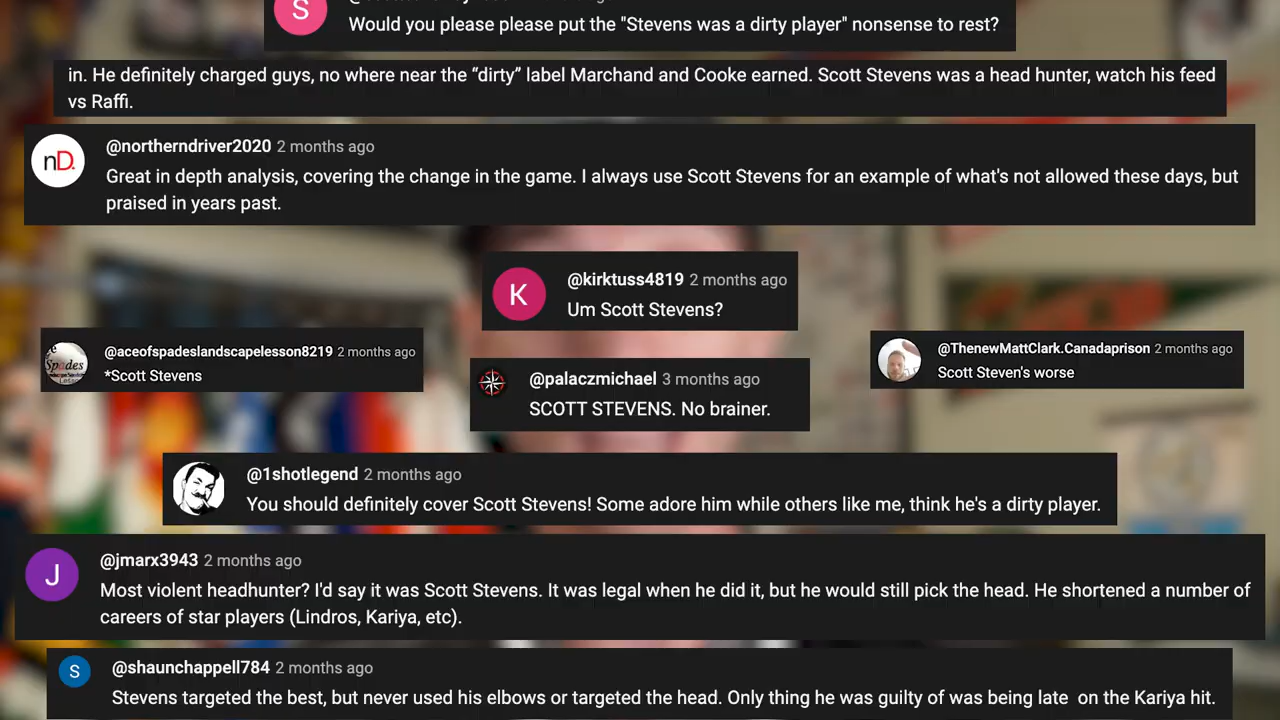 S
Would you please please put the "Stevens was a dirty player" nonsense to rest?
in. He definitely charged guys, no where near the “dirty” label Marchand and Cooke earned. Scott Stevens was a head hunter, watch his feed
vs Raffi.
nD.
@northerndriver2020 2 months ago
Great in depth analysis, covering the change in the game. I always use Scott Stevens for an example of what's not allowed these days, but
praised in years past.
K
@kirktuss4819 2 months ago
Um Scott Stevens?
Spades
@aceofspadeslandscapelesson8219 2 months ago
*Scott Stevens
@ThenewMattClark.Canadaprison 2 months ago
Scott Steven's worse
@palaczmichael 3 months ago
SCOTT STEVENS. No brainer.
@1shotlegend 2 months ago
You should definitely cover Scott Stevens! Some adore him while others like me, think he's a dirty player.
J
@jmarx3943 2 months ago
Most violent headhunter? I'd say it was Scott Stevens. It was legal when he did it, but he would still pick the head. He shortened a number of
careers of star players (Lindros, Kariya, etc).
S
@shaunchappell784 2 months ago
Stevens targeted the best, but never used his elbows or targeted the head. Only thing he was guilty of was being late on the Kariya hit.